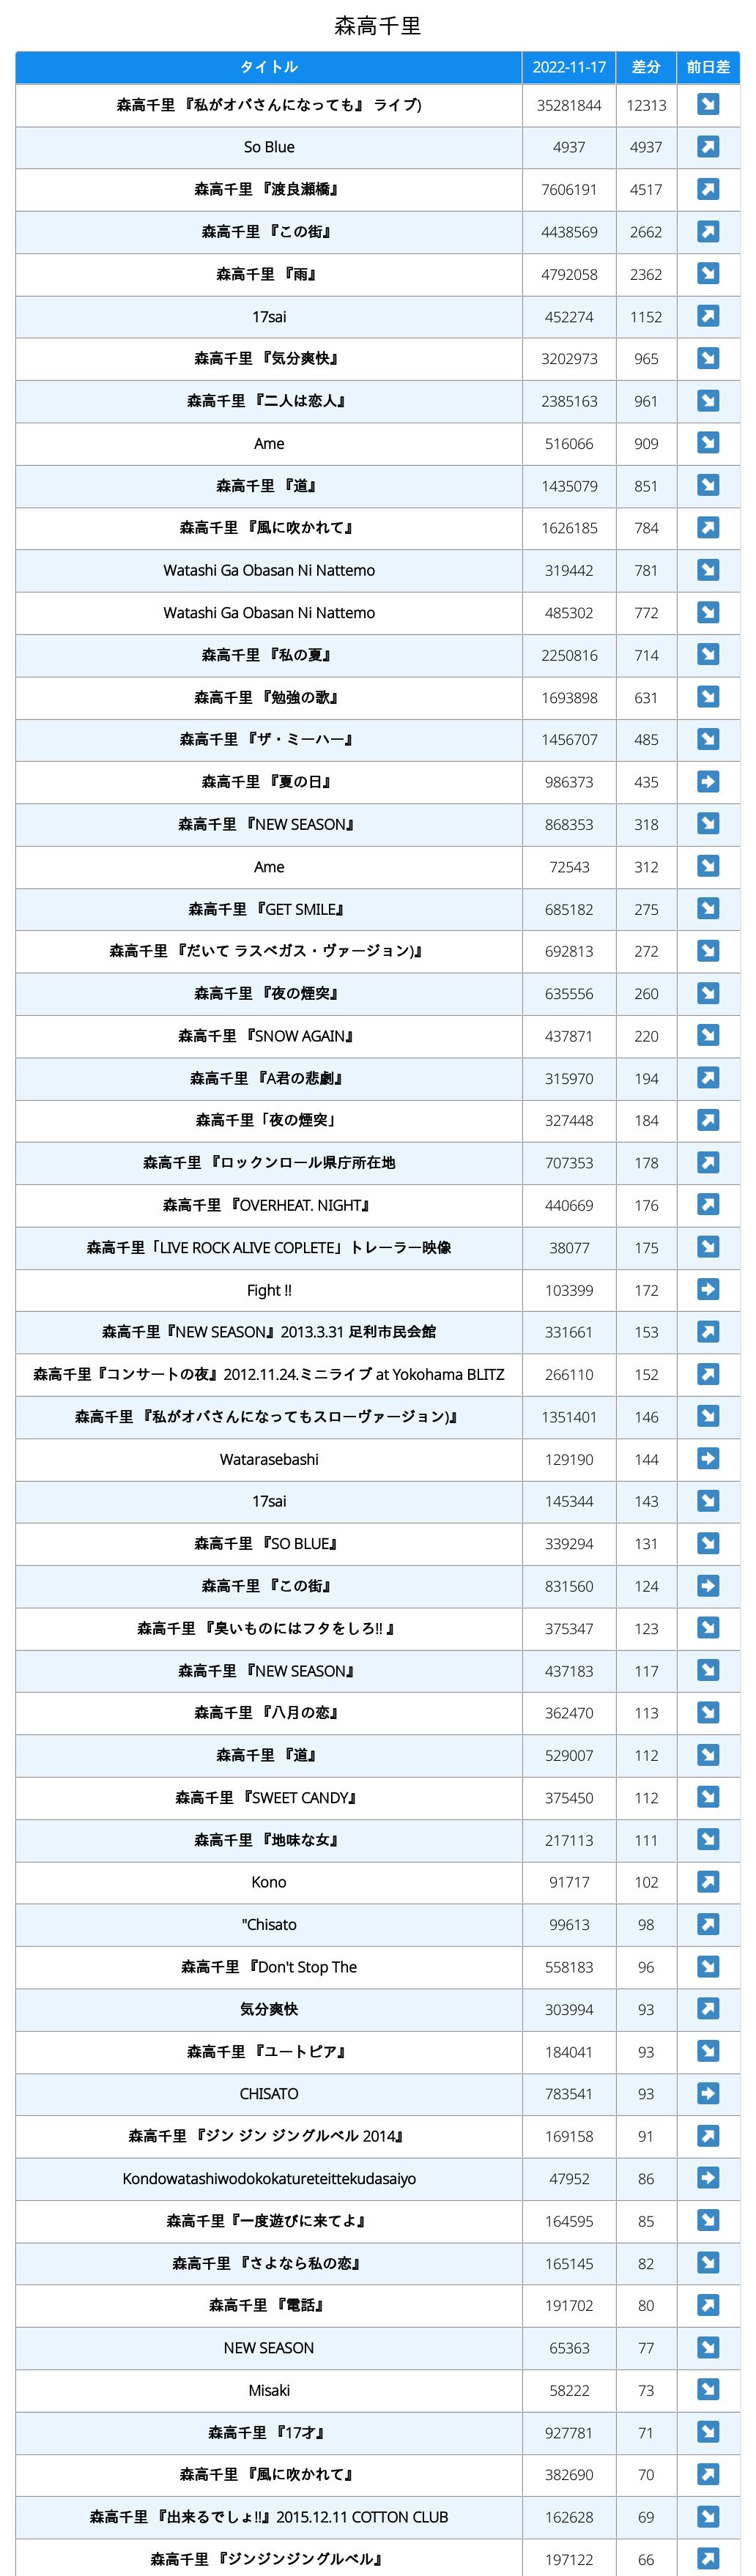 森高千里
タイトル 2022-11-17 差分 前日差
森高千里 『私がオバさんになっても』 ライブ) 35281844 12313 ↘
So Blue 4937 4937 ↗
森高千里 『渡良瀬橋』 7606191 4517 ↗
森高千里 『この街』 4438569 2662 ↗
森高千里 『雨』 4792058 2362 ↘
17sai 452274 1152 ↗
森高千里 『気分爽快』 3202973 965 ↘
森高千里 『二人は恋人』 2385163 961 ↘
Ame 516066 909 ↘
森高千里 『道』 1435079 851 ↘
森高千里 『風に吹かれて』 1626185 784 ↗
Watashi Ga Obasan Ni Nattemo 319442 781 ↘
Watashi Ga Obasan Ni Nattemo 485302 772 ↘
森高千里 『私の夏』 2250816 714 ↘
森高千里 『勉強の歌』 1693898 631 ↘
森高千里 『ザ・ミーハー』 1456707 485 ↘
森高千里 『夏の日』 986373 435 ➡
森高千里 『NEW SEASON』 868353 318 ↘
Ame 72543 312 ↘
森高千里 『GET SMILE』 685182 275 ↘
森高千里 『だいて ラスベガス・ヴァージョン)』 692813 272 ↘
森高千里 『夜の煙突』 635556 260 ↘
森高千里 『SNOW AGAIN』 437871 220 ↘
森高千里 『A君の悲劇』 315970 194 ↗
森高千里「夜の煙突」 327448 184 ↗
森高千里 『ロックンロール県庁所在地 707353 178 ↗
森高千里 『OVERHEAT. NIGHT』 440669 176 ↗
森高千里「LIVE ROCK ALIVE COPLETE」トレーラー映像 38077 175 ↘
Fight !! 103399 172 ➡
森高千里『NEW SEASON』2013.3.31 足利市民会館 331661 153 ↗
森高千里『コンサートの夜』2012.11.24.ミニライブ at Yokohama BLITZ 266110 152 ↗
森高千里 『私がオバさんになってもスローヴァージョン)』 1351401 146 ↘
Watarasebashi 129190 144 ➡
17sai 145344 143 ↘
森高千里 『SO BLUE』 339294 131 ↘
森高千里 『この街』 831560 124 ➡
森高千里 『臭いものにはフタをしろ!! 』 375347 123 ↘
森高千里 『NEW SEASON』 437183 117 ↘
森高千里 『八月の恋』 362470 113 ↘
森高千里 『道』 529007 112 ↘
森高千里 『SWEET CANDY』 375450 112 ↘
森高千里 『地味な女』 217113 111 ↘
Kono 91717 102 ↗
"Chisato 99613 98 ↗
森高千里 『Don't Stop The 558183 96 ↘
気分爽快 303994 93 ↗
森高千里 『ユートピア』 184041 93 ↘
CHISATO 783541 93 ➡
森高千里 『ジン ジン ジングルベル 2014』 169158 91 ↗
Kondowatashiwodokokatureteittekudasaiyo 47952 86 ➡
森高千里『一度遊びに来てよ』 164595 85 ↘
森高千里 『さよなら私の恋』 165145 82 ↘
森高千里 『電話』 191702 80 ↗
NEW SEASON 65363 77 ↘
Misaki 58222 73 ↘
森高千里 『17才』 927781 71 ↘
森高千里 『風に吹かれて』 382690 70 ↗
森高千里 『出来るでしょ!!』2015.12.11 COTTON CLUB 162628 69 ↘
森高千里 『ジンジンジングルベル』 197122 66 ↗